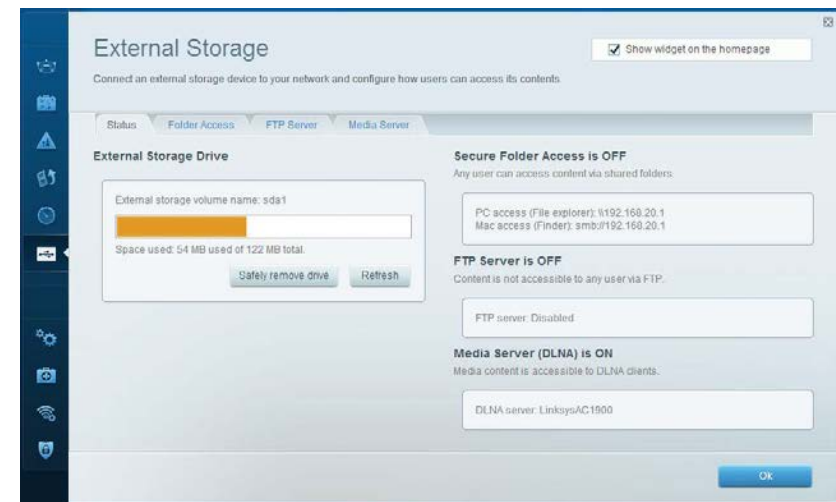 External Storage
Show widget on the homepage
Connect an external storage device to your network and configure how users can access its contents.
Status
Folder Access
FTP Server
Media Server
External Storage Drive
External storage volume name: sda1
Space used: 54 MB used of 122 MB total.
Safely remove drive
Refresh
Secure Folder Access is OFF
Any user can access content via shared folders.
PC access (File explorer): \\192.168.20.1
Mac access (Finder): smb://192.168.20.1
FTP Server is OFF
Content is not accessible to any user via FTP.
FTP server: Disabled
Media Server (DLNA) is ON
Media content is accessible to DLNA clients.
DLNA server: LinksysAC1900
Ok